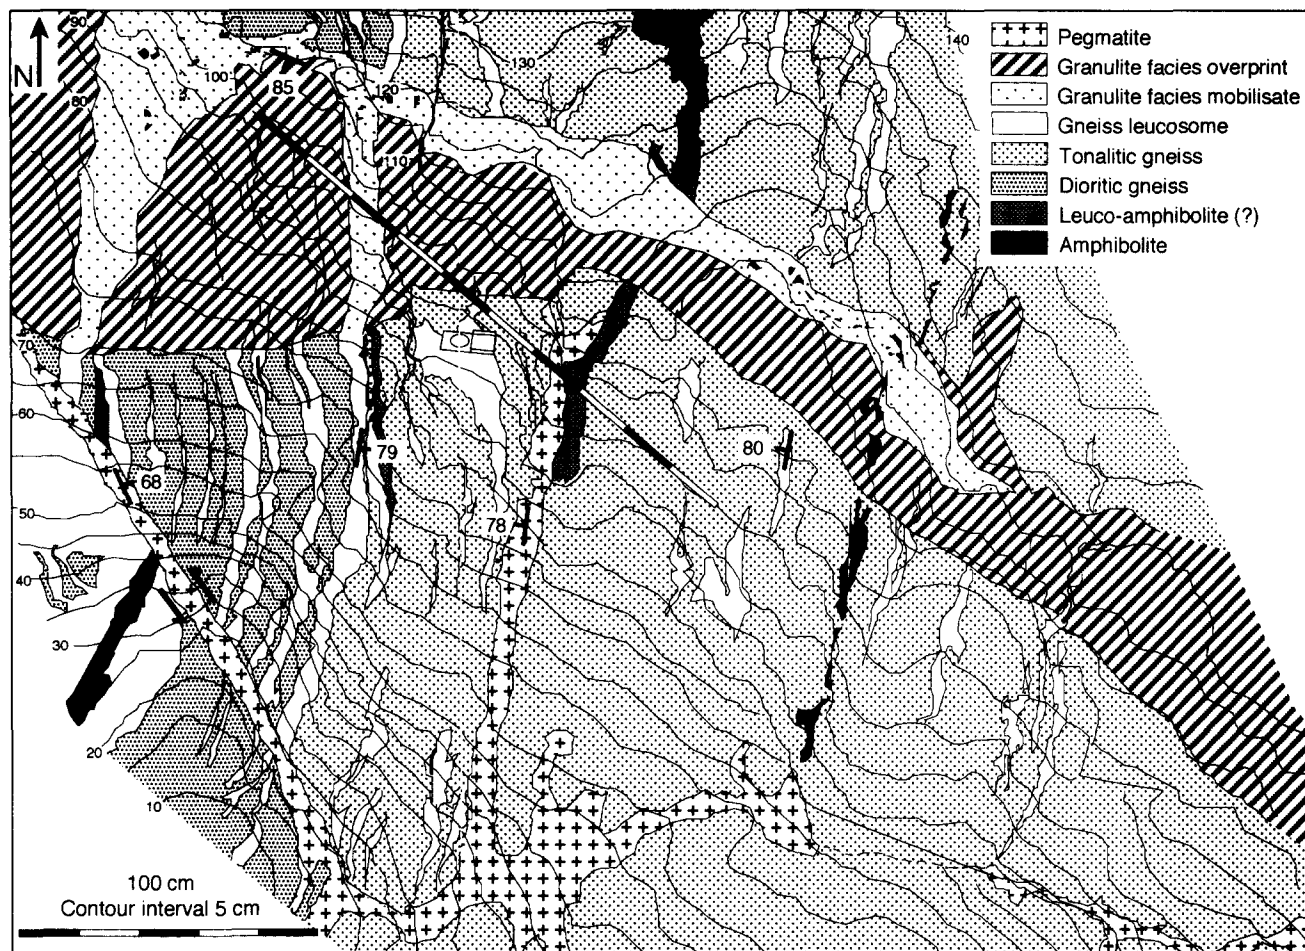 90
N
80
100
85
120
110
130
140
Pegmatite
Granulite facies overprint
Granulite facies mobilisate
Gneiss leucosome
Tonalitic gneiss
Dioritic gneiss
Leuco-amphibolite (?)
Amphibolite
70
60
68
79
80
50
78
40
30
20
10
100 cm
Contour interval 5 cm